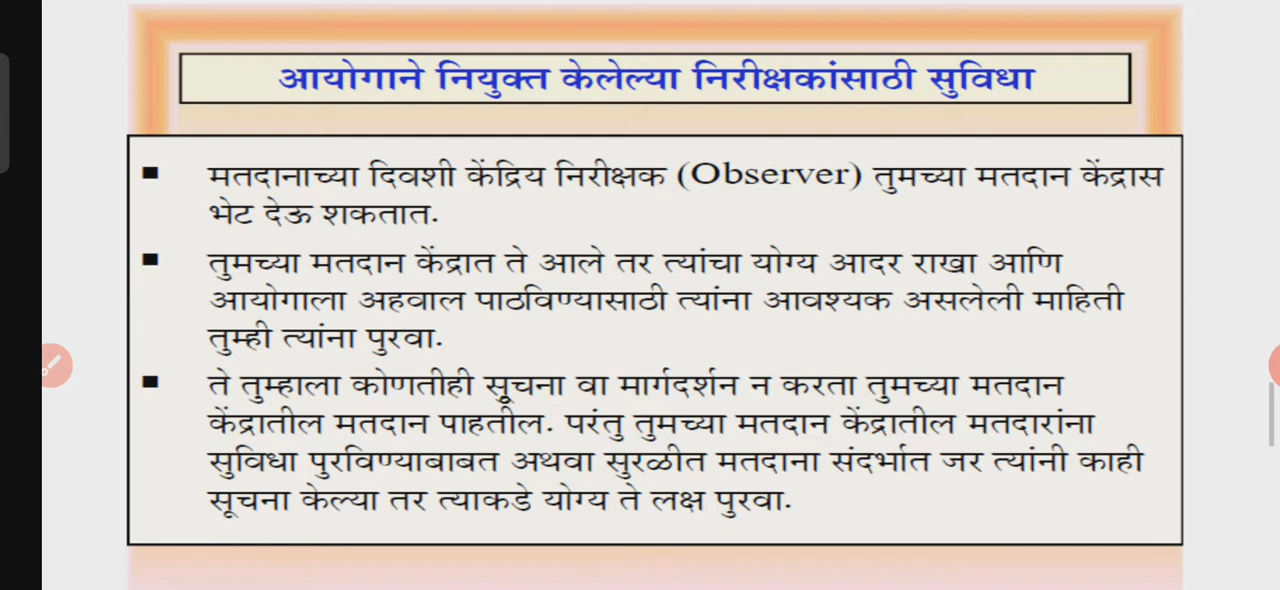 आयोगाने नियुक्त केलेल्या निरीक्षकांसाठी सुविधा
▪ मतदानाच्या दिवशी केंद्रिय निरीक्षक (Observer) तुमच्या मतदान केंद्रास
भेट देऊ शकतात.
▪ तुमच्या मतदान केंद्रात ते आले तर त्यांचा योग्य आदर राखा आणि
आयोगाला अहवाल पाठविण्यासाठी त्यांना आवश्यक असलेली माहिती
तुम्ही त्यांना पुरवा.
▪ ते तुम्हाला कोणतीही सूचना वा मार्गदर्शन न करता तुमच्या मतदान
केंद्रातील मतदान पाहतील. परंतु तुमच्या मतदान केंद्रातील मतदारांना
सुविधा पुरविण्याबाबत अथवा सुरळीत मतदाना संदर्भात जर त्यांनी काही
सूचना केल्या तर त्याकडे योग्य ते लक्ष पुरवा.